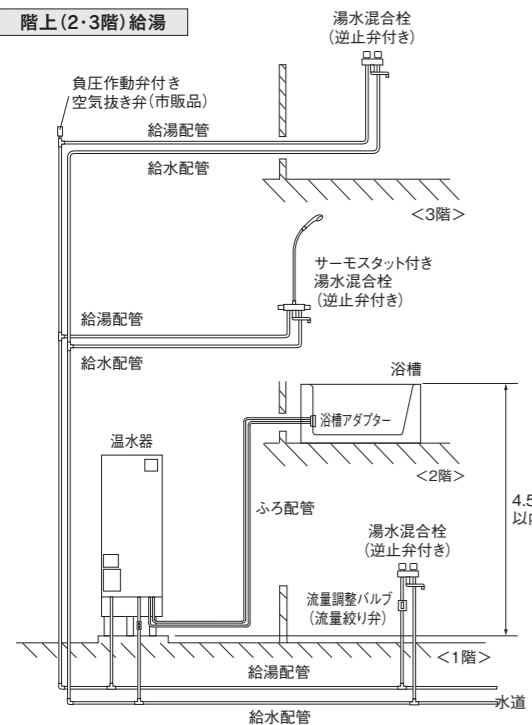 階上(2・3階)給湯
湯水混合栓
(逆止弁付き)
負圧作動弁付き
空気抜き弁(市販品)
給湯配管
給水配管
<3階>
サーモスタット付き
湯水混合栓
(逆止弁付き)
給湯配管
給水配管
浴槽
浴槽アダプター
温水器
<2階>
ふろ配管
4.5
以内
湯水混合栓
(逆止弁付き)
流量調整バルブ
(流量絞り弁)
<1階>
給湯配管
水道
給水配管